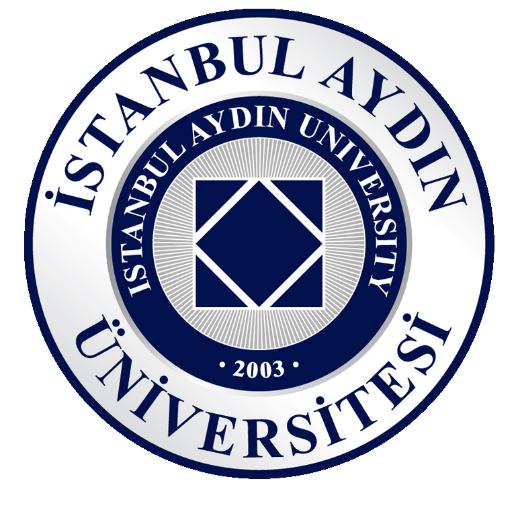 İSTANBUL AYDIN
ÜNİVERSİTESİ
ISTANBUL AYDIN UNIVERSITY
· 2003 ·